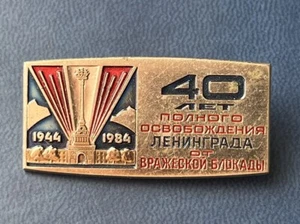 1944 1984
40
ЛЕТ
ПОЛНОГО
ОСВОБОЖДЕНИЯ
ЛЕНИНГРАДА
ОТ
ВРАЖЕСКОЙ БЛОКАДЫ